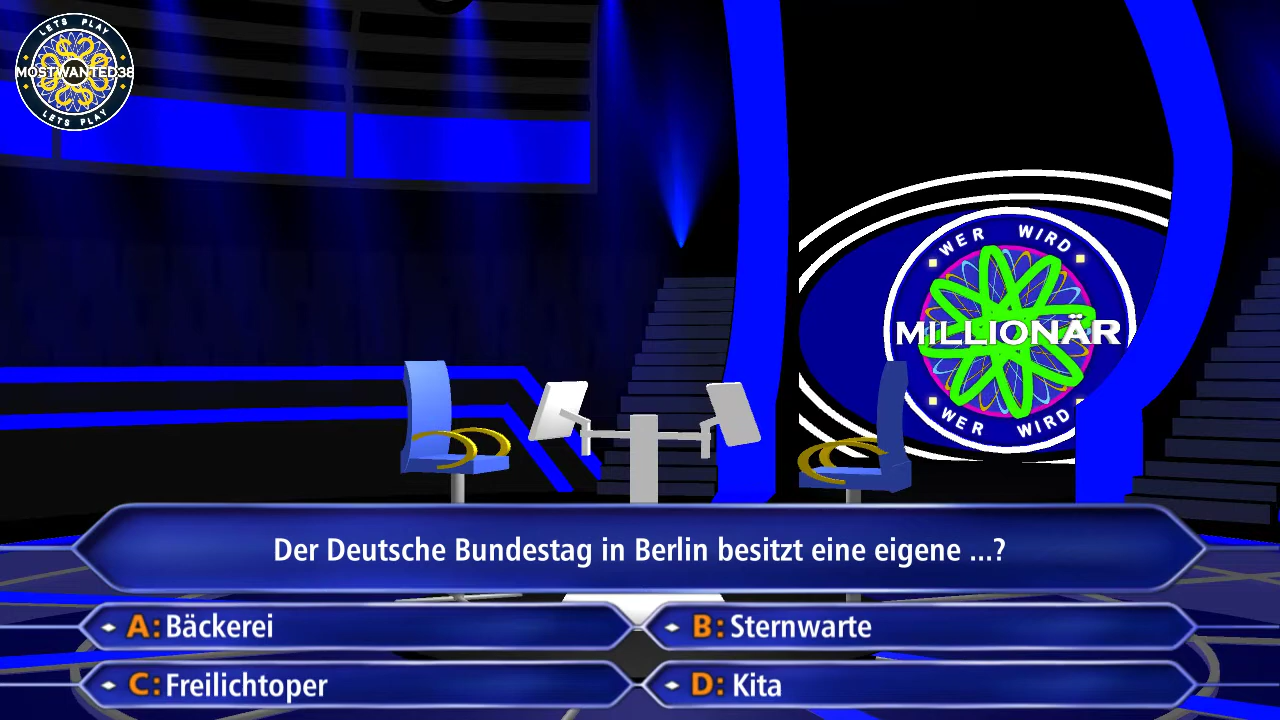 LETS PLAY
MOSTWANTED38
LETS PLAY
WER WIRD
MILLIONÄR
WER WIRD
Der Deutsche Bundestag in Berlin besitzt eine eigene ...?
A: Bäckerei
B: Sternwarte
C: Freilichtoper
D: Kita